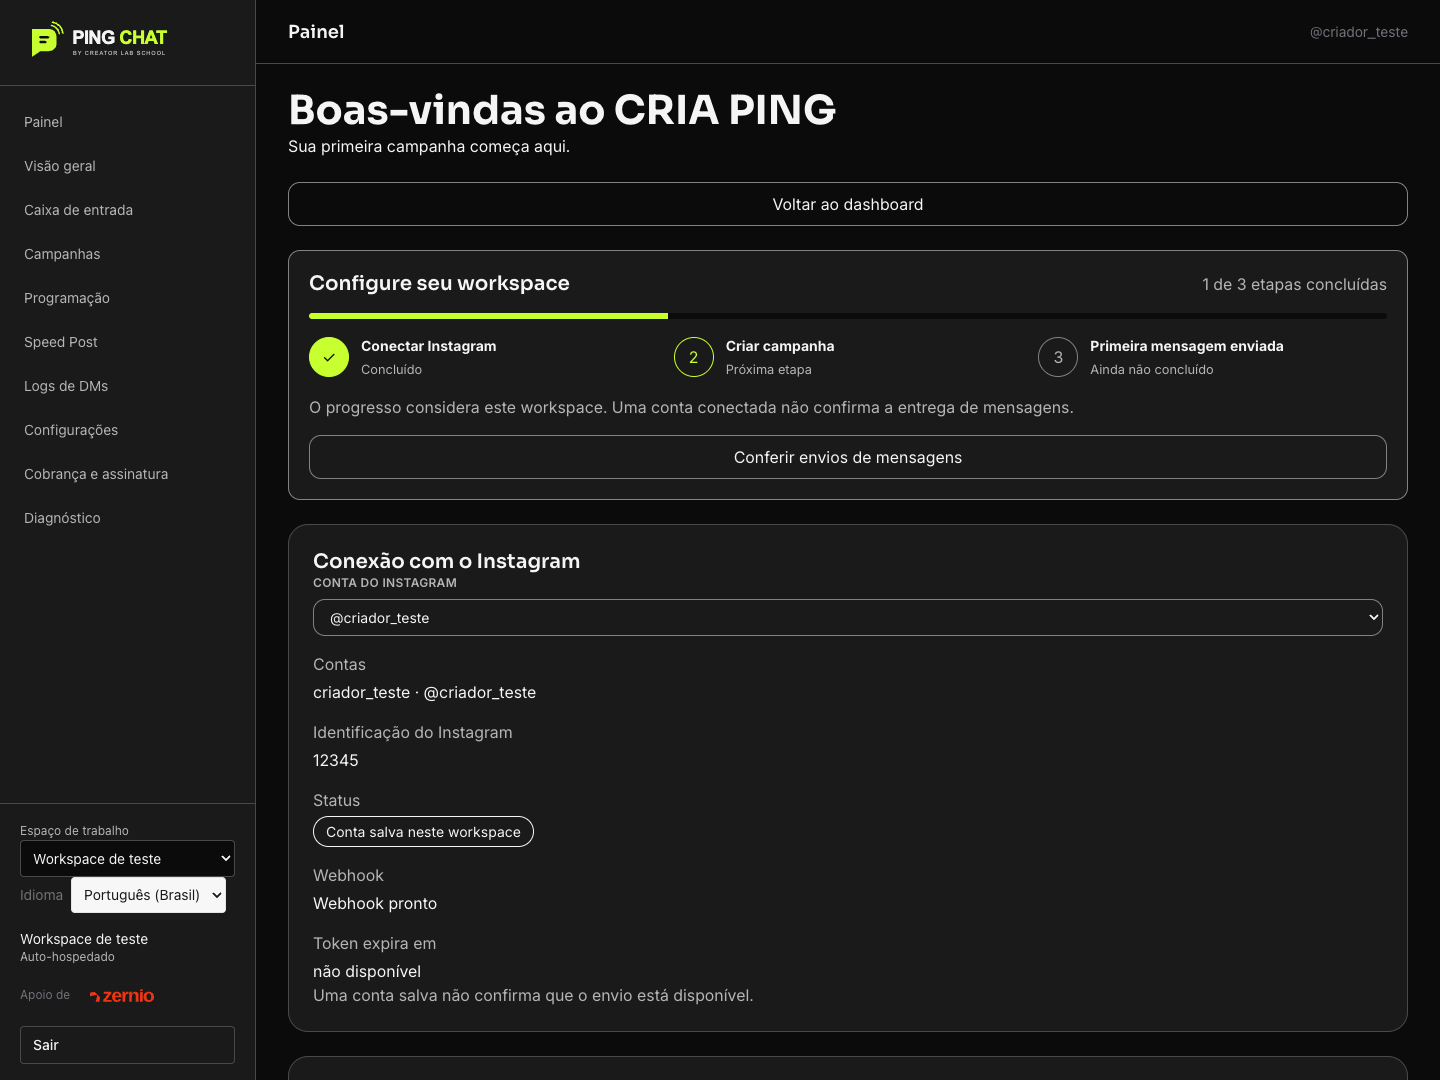 PING CHAT
BY CREATOR LAB SCHOOL
Painel
Visão geral
Caixa de entrada
Campanhas
Programação
Speed Post
Logs de DMs
Configurações
Cobrança e assinatura
Diagnóstico
Espaço de trabalho
Workspace de teste
Idioma Português (Brasil)
Workspace de teste
Auto-hospedado
Apoio de zernio
Sair
Painel
@criador_teste
Boas-vindas ao CRIA PING
Sua primeira campanha começa aqui.
Voltar ao dashboard
Configure seu workspace
1 de 3 etapas concluídas
Conectar Instagram
Concluído
2
Criar campanha
Próxima etapa
3
Primeira mensagem enviada
Ainda não concluído
O progresso considera este workspace. Uma conta conectada não confirma a entrega de mensagens.
Conferir envios de mensagens
Conexão com o Instagram
CONTA DO INSTAGRAM
@criador_teste
Contas
criador_teste · @criador_teste
Identificação do Instagram
12345
Status
Conta salva neste workspace
Webhook
Webhook pronto
Token expira em
não disponível
Uma conta salva não confirma que o envio está disponível.